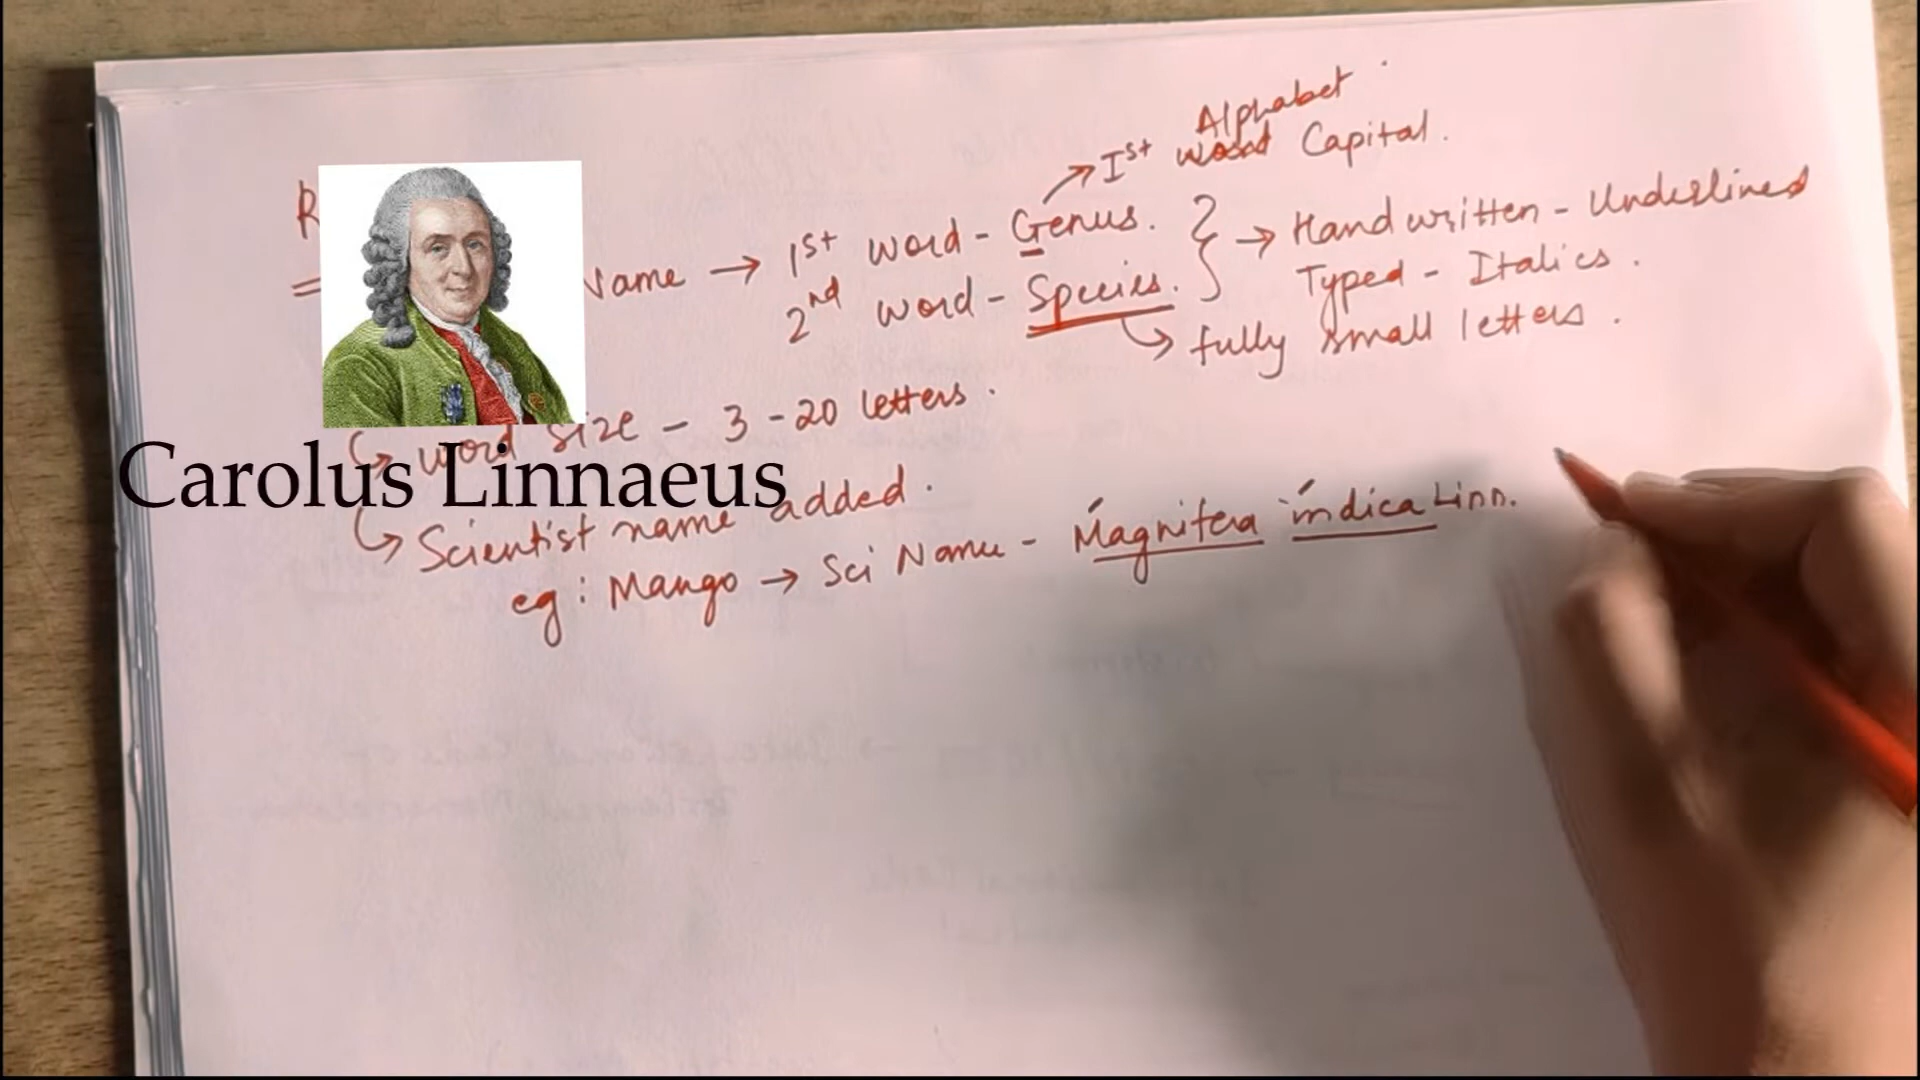 Alphabet
Ist word Capital.
R
Name → 1st word - Genus. } → Handwritten - Underlined
2nd word - Species. Typed - Italics.
↳ fully small letters.
↳ word size - 3 - 20 letters.
Carolus Linnaeus
↳ Scientist name added.
eg : Mango → Sci Name - Magnifera indica Linn.